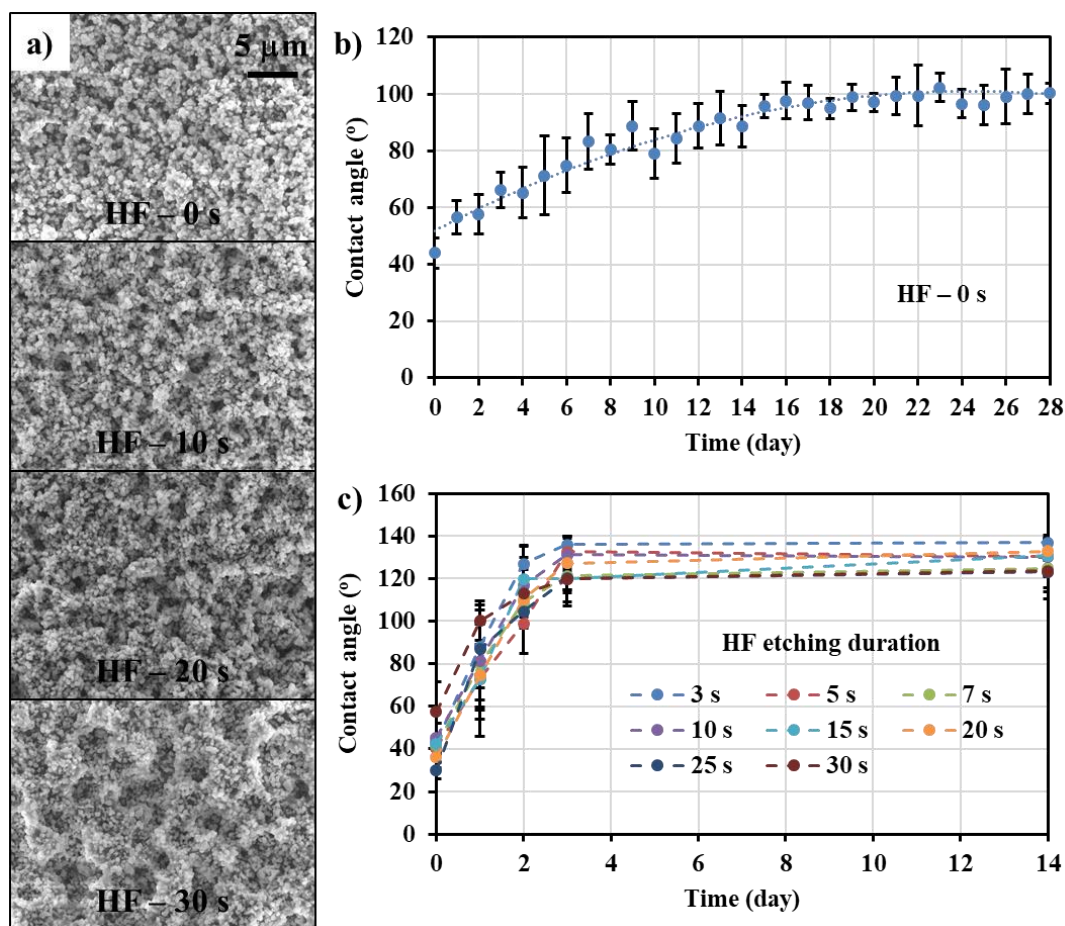 a)
5 µm
HF – 0 s
HF – 10 s
HF – 20 s
HF – 30 s
b)
120
100
80
60
40
20
0
Contact angle (º)
HF – 0 s
0 2 4 6 8 10 12 14 16 18 20 22 24 26 28
Time (day)
c)
160
140
120
100
80
60
40
20
0
Contact angle (º)
HF etching duration
3 s 5 s 7 s
10 s 15 s 20 s
25 s 30 s
0 2 4 6 8 10 12 14
Time (day)